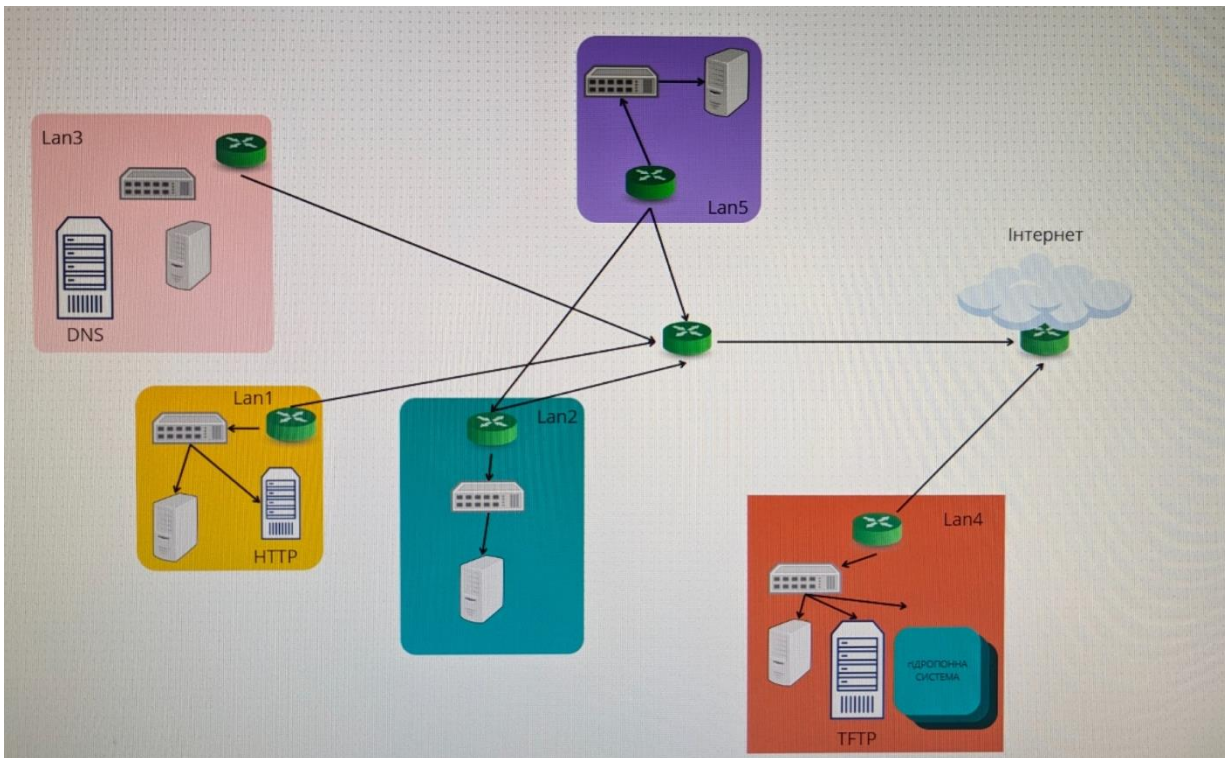 Lan3
DNS
Lan5
Інтернет
Lan1
HTTP
Lan2
Lan4
TFTP
ГІДРОПОННА
СИСТЕМА